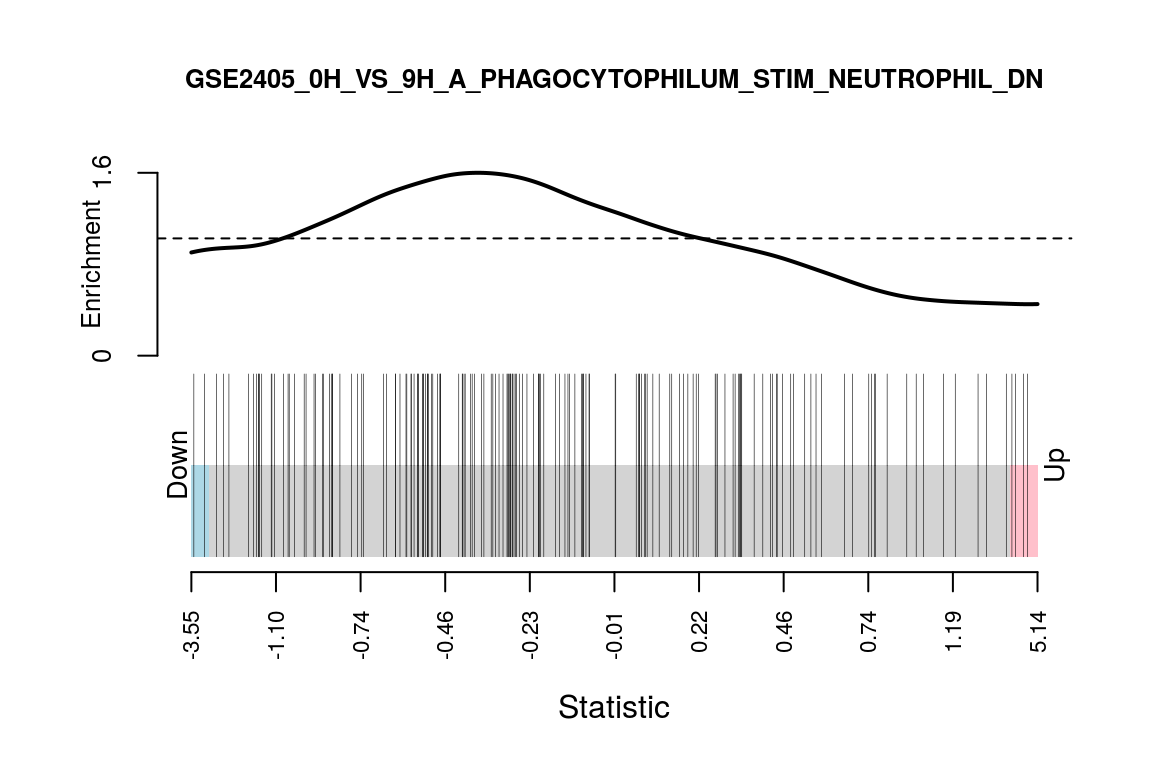 GSE2405_0H_VS_9H_A_PHAGOCYTOPHILUM_STIM_NEUTROPHIL_DN
1.6
Enrichment
0
Down
Up
-3.55 -1.10 -0.74 -0.46 -0.23 -0.01 0.22 0.46 0.74 1.19 5.14
Statistic